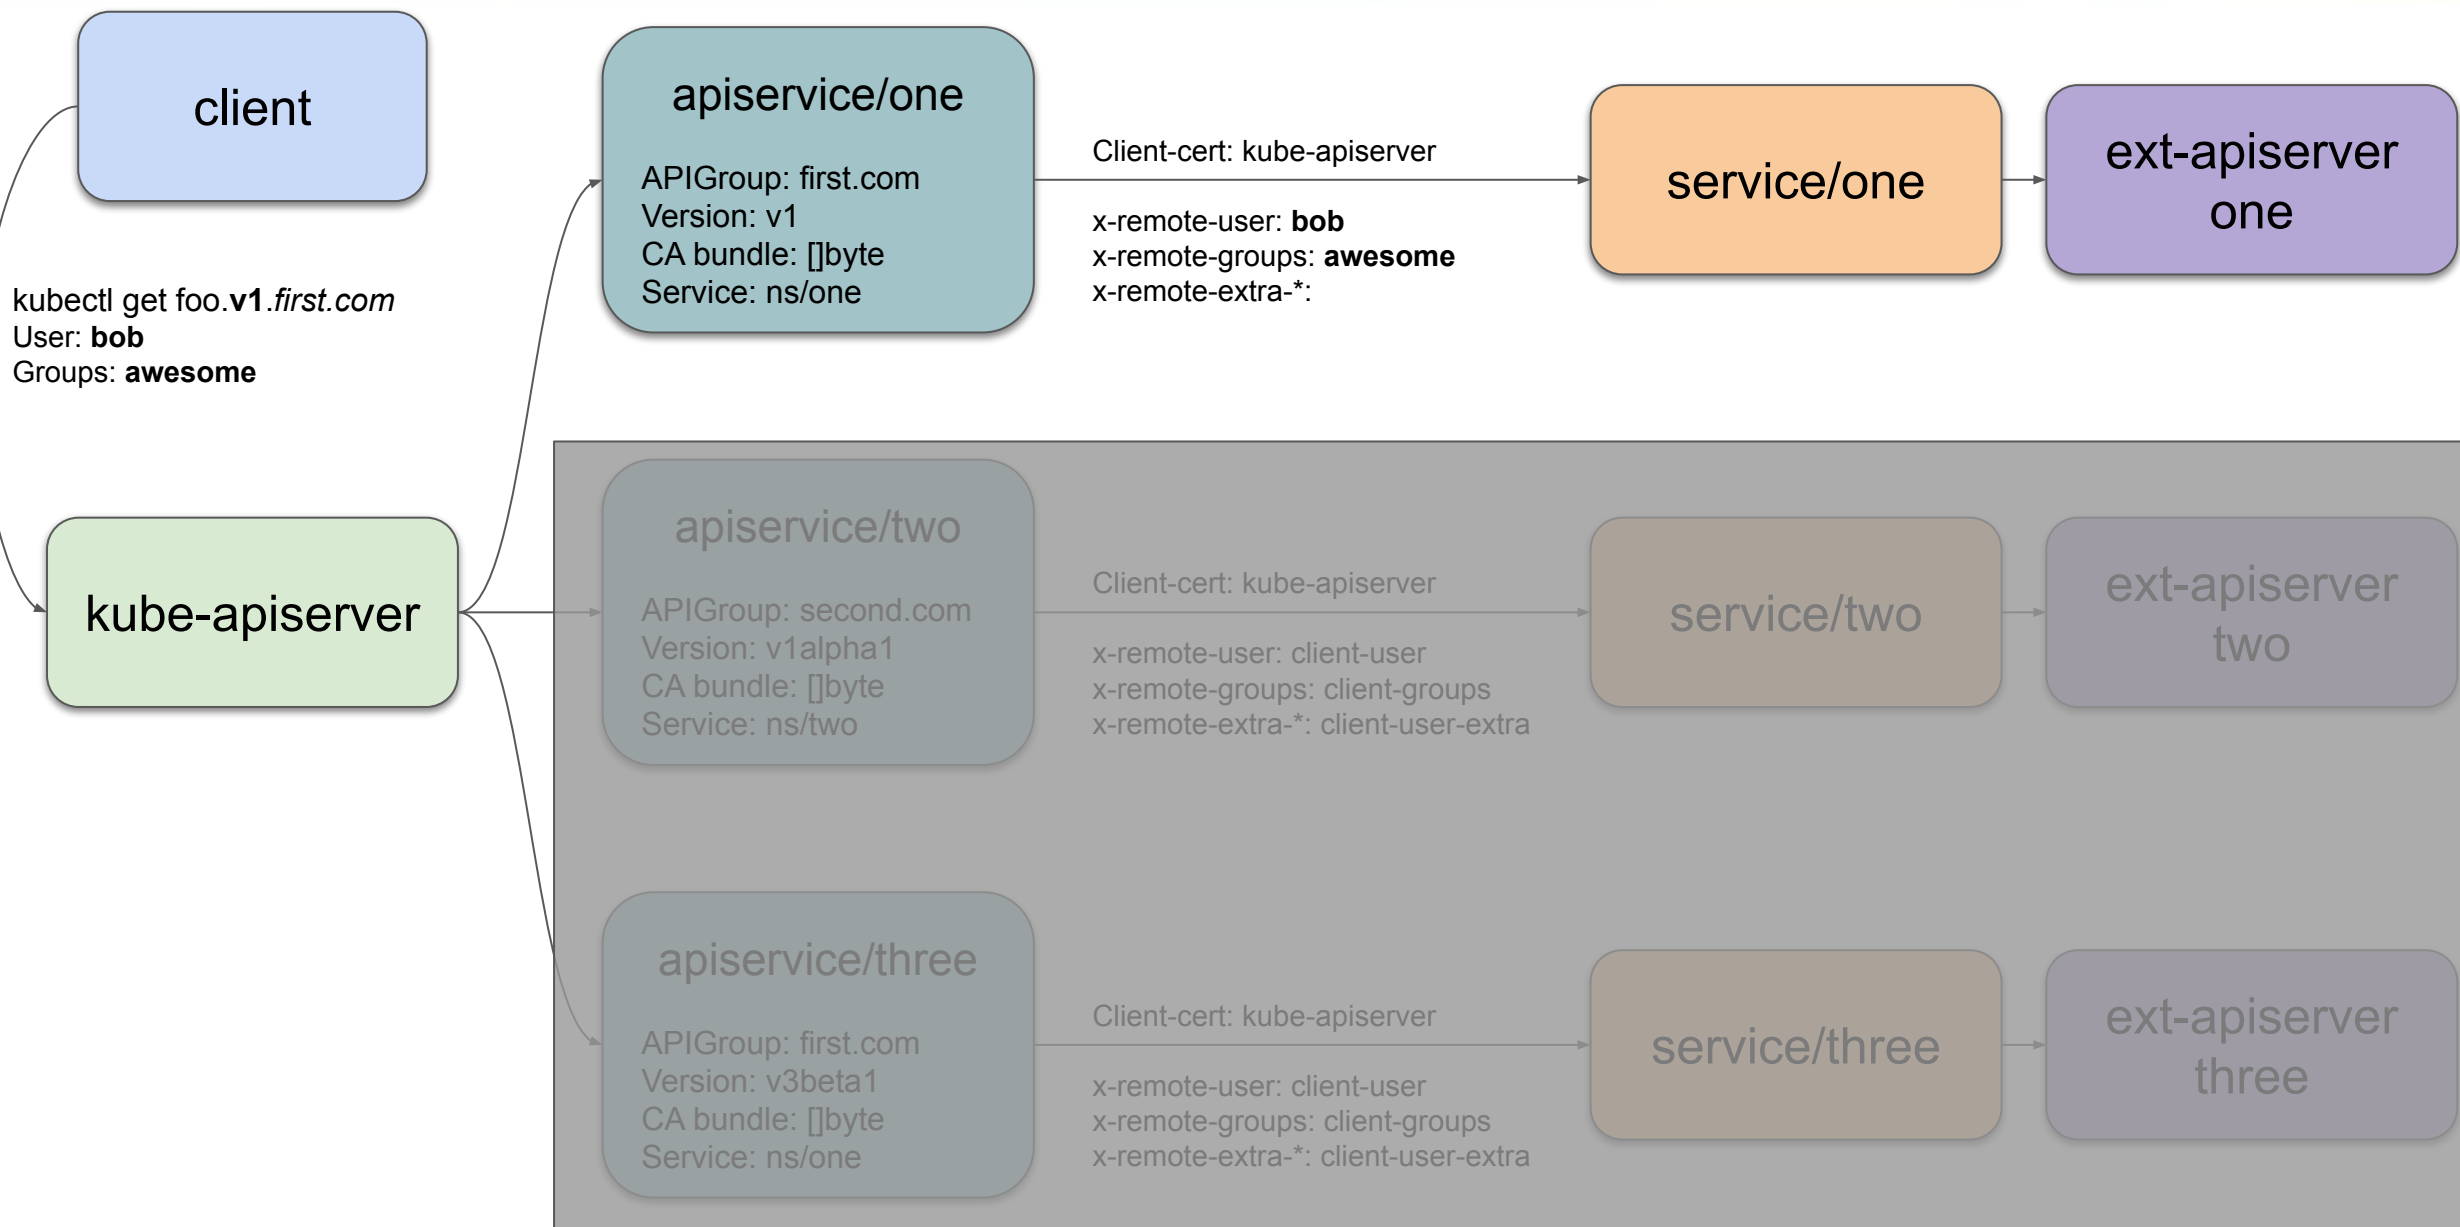 client
kubectl get foo.v1.first.com
User: bob
Groups: awesome
kube-apiserver
apiservice/one
APIGroup: first.com
Version: v1
CA bundle: []byte
Service: ns/one
Client-cert: kube-apiserver
x-remote-user: bob
x-remote-groups: awesome
x-remote-extra-*:
service/one
ext-apiserver
one
apiservice/two
APIGroup: second.com
Version: v1alpha1
CA bundle: []byte
Service: ns/two
Client-cert: kube-apiserver
x-remote-user: client-user
x-remote-groups: client-groups
x-remote-extra-*: client-user-extra
service/two
ext-apiserver
two
apiservice/three
APIGroup: first.com
Version: v3beta1
CA bundle: []byte
Service: ns/one
Client-cert: kube-apiserver
x-remote-user: client-user
x-remote-groups: client-groups
x-remote-extra-*: client-user-extra
service/three
ext-apiserver
three